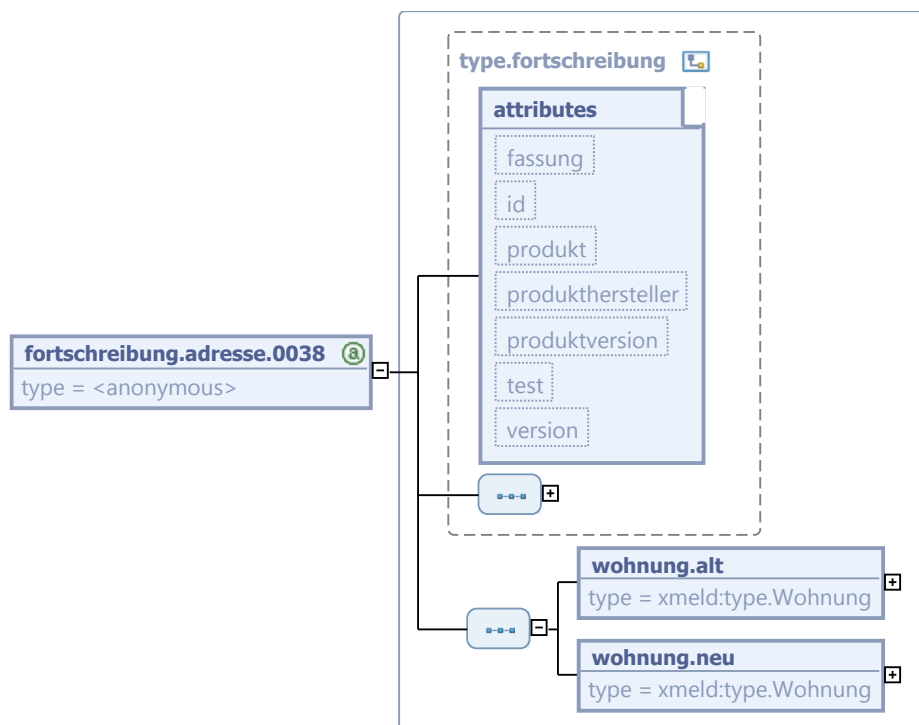 type.fortschreibung
attributes
fassung
id
produkt
produkthersteller
produktversion
test
version
fortschreibung.adresse.0038
type = <anonymous>
wohnung.alt
type = xmeld:type.Wohnung
wohnung.neu
type = xmeld:type.Wohnung